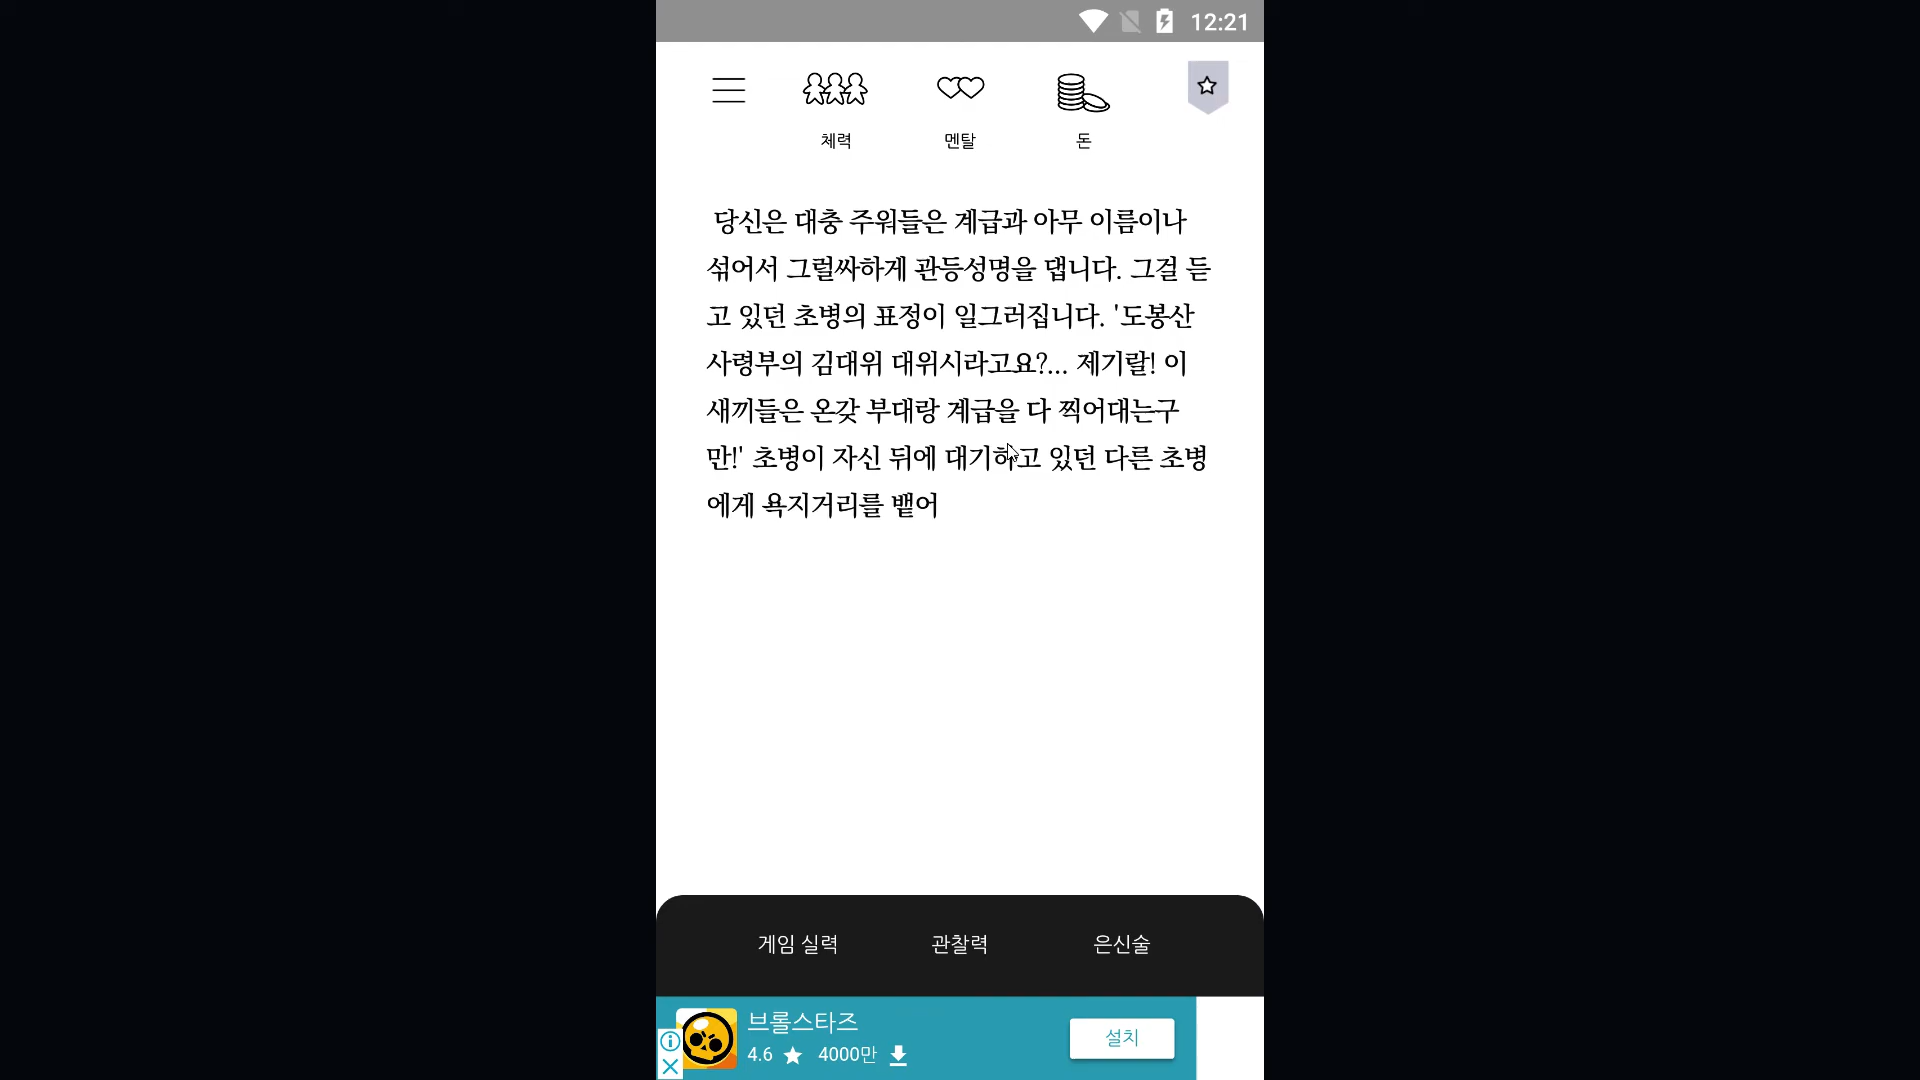 12:21
체력
멘탈
돈
당신은 대충 주워들은 계급과 아무 이름이나
섞어서 그럴싸하게 관등성명을 댑니다. 그걸 듣
고 있던 초병의 표정이 일그러집니다. '도봉산
사령부의 김대위 대위시라고요?... 제기랄! 이
새끼들은 온갖 부대랑 계급을 다 찍어대는구
만!' 초병이 자신 뒤에 대기하고 있던 다른 초병
에게 욕지거리를 뱉어
게임 실력
관찰력
은신술
브롤스타즈
4.6 4000만
설치